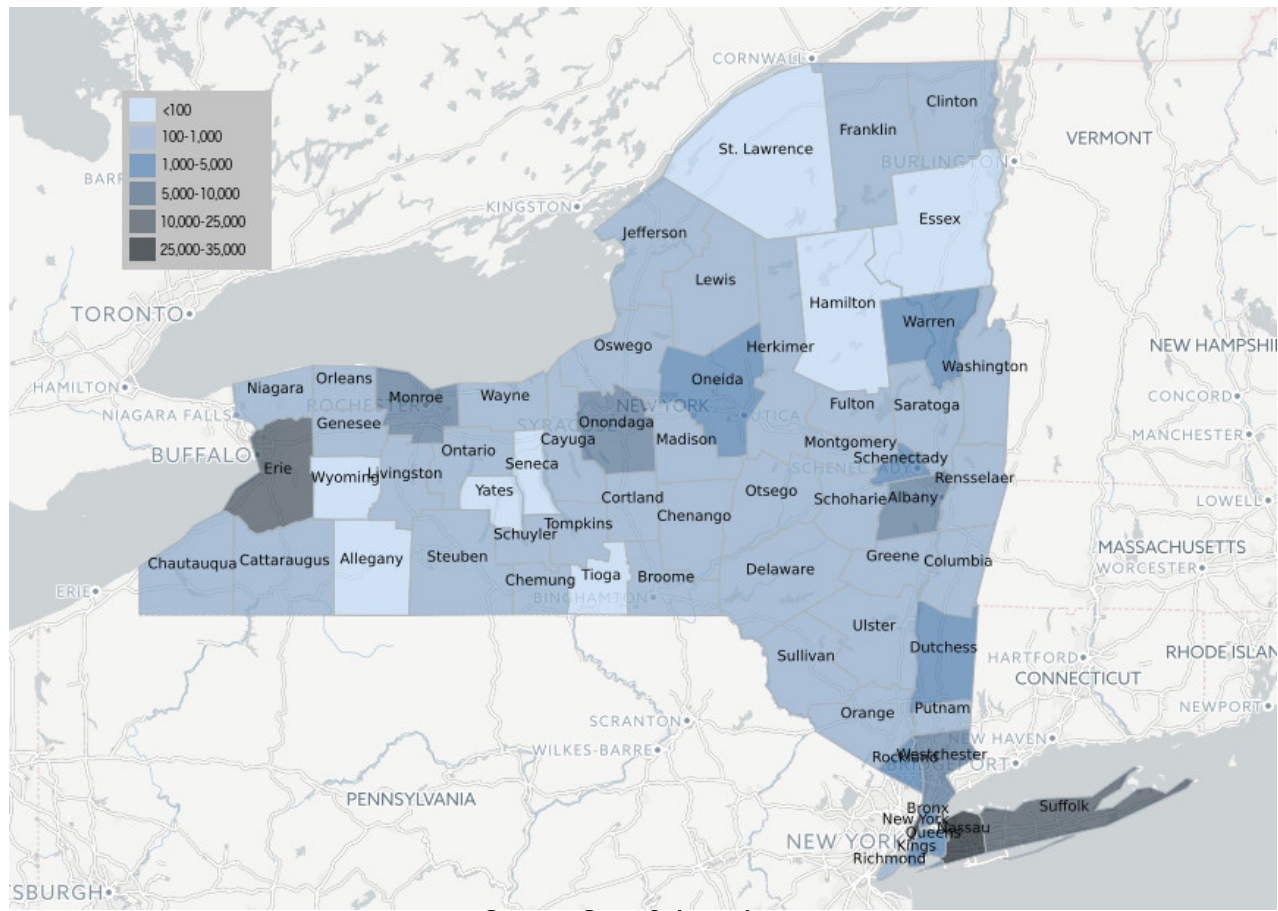 CORNWALL
<100
100-1,000
1,000-5,000
5,000-10,000
10,000-25,000
25,000-35,000
BARR
Clinton
Franklin
VERMONT
St. Lawrence
BURLINGTON
KINGSTON
Essex
Jefferson
Lewis
Hamilton
TORONTO
Warren
Oswego
Herkimer
NEW HAMPSHI
Washington
HAMILTON
Niagara
Orleans
Oneida
Monroe
ROCHESTER
Wayne
CONCORD
NIAGARA FALLS
Fulton
Saratoga
NEW YORK
UTICA
Genesee
Onondaga
SYRACUSE
MANCHESTER
BUFFALO
Cayuga
Madison
Montgomery
Ontario
Schenectady
SCHENECTADY
Erie
Wyoming
Livingston
Seneca
Rensselaer
Yates
Otsego
Cortland
Schoharie
Albany
LOWELL
Chenango
Tompkins
Schuyler
MASSACHUSETTS
Chautauqua
Cattaraugus
Allegany
Steuben
Greene
Columbia
WORCESTER
Chemung
Tioga
Broome
Delaware
ERIE
BINGHAMTON
Ulster
Dutchess
Sullivan
HARTFORD
RHODE ISLAN
CONNECTICUT
Putnam
Orange
NEWPORT
SCRANTON
NEW HAVEN
WILKES-BARRE
Rockland
Westchester
PENNSYLVANIA
Bronx
Suffolk
New York
Nassau
Queens
NEW YORK
Kings
Richmond
TSBURGH